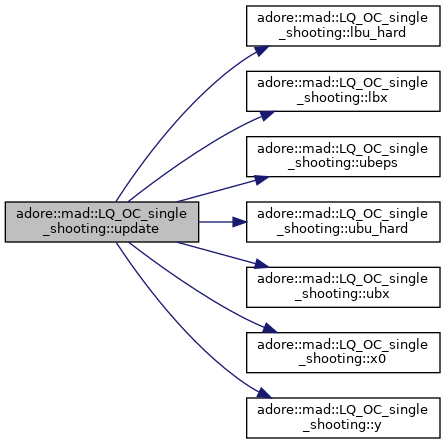 adore::mad::LQ_OC_single
_shooting::lbu_hard
adore::mad::LQ_OC_single
_shooting::lbx
adore::mad::LQ_OC_single
_shooting::ubeps
adore::mad::LQ_OC_single
_shooting::update
adore::mad::LQ_OC_single
_shooting::ubu_hard
adore::mad::LQ_OC_single
_shooting::ubx
adore::mad::LQ_OC_single
_shooting::x0
adore::mad::LQ_OC_single
_shooting::y